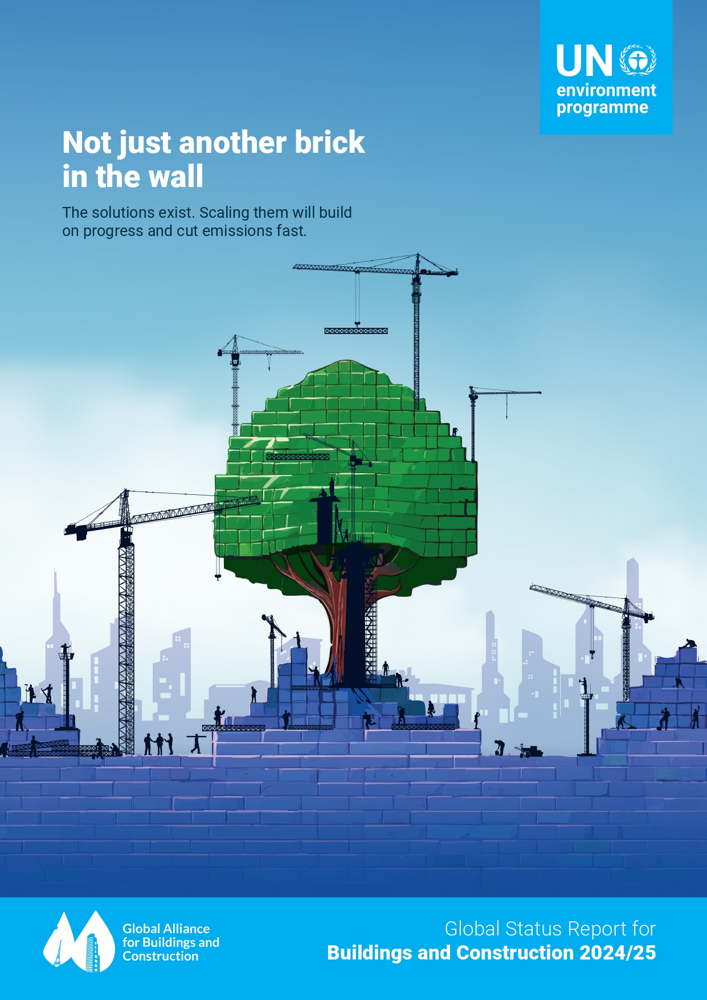 UN
environment
programme
Not just another brick
in the wall
The solutions exist. Scaling them will build
on progress and cut emissions fast.
Global Alliance
for Buildings and
Construction
Global Status Report for
Buildings and Construction 2024/25